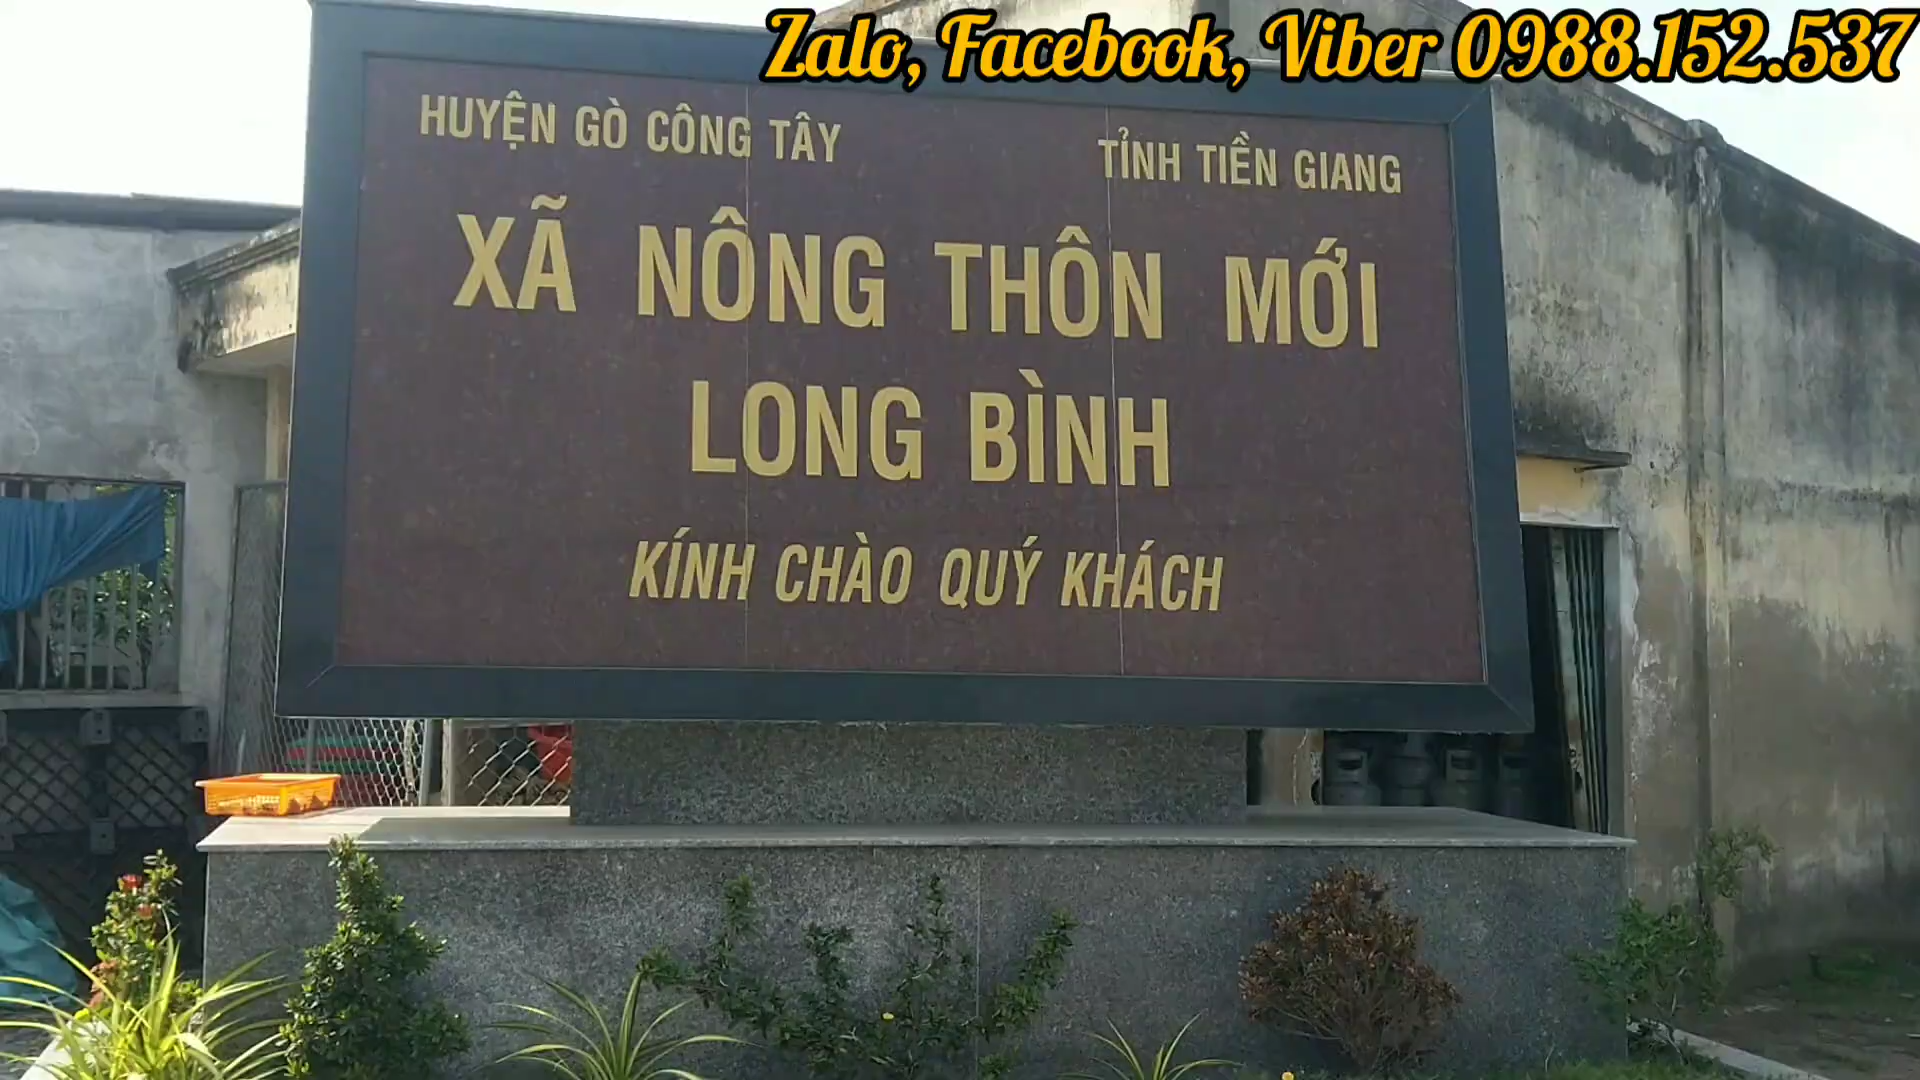 Zalo, Facebook, Viber 0988.152.537
HUYỆN GÒ CÔNG TÂY
TỈNH TIỀN GIANG
XÃ NÔNG THÔN MỚI
LONG BÌNH
KÍNH CHÀO QUÝ KHÁCH